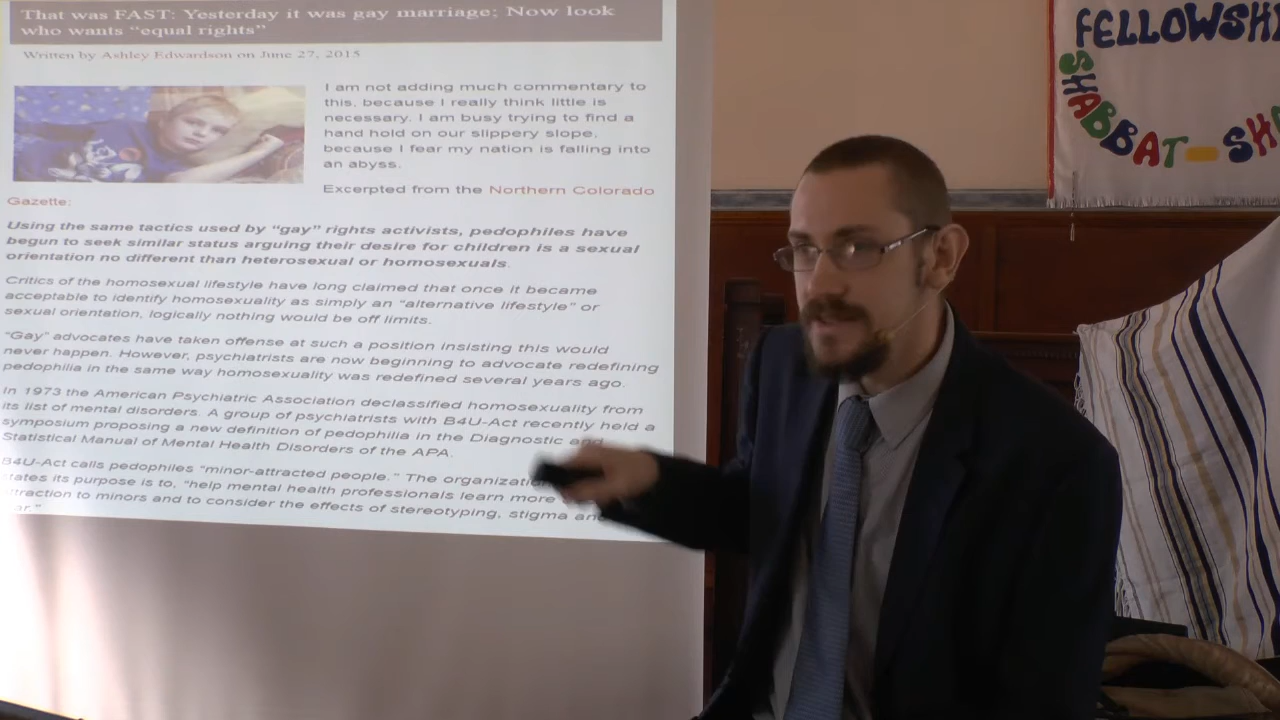 That was FAST: Yesterday it was gay marriage; Now look
who wants “equal rights”
Written by Ashley Edwardson on June 27, 2015
I am not adding much commentary to
this, because I really think little is
necessary. I am busy trying to find a
hand hold on our slippery slope,
because I fear my nation is falling into
an abyss.
Excerpted from the Northern Colorado
Gazette:
Using the same tactics used by “gay” rights activists, pedophiles have
begun to seek similar status arguing their desire for children is a sexual
orientation no different than heterosexual or homosexuals.
Critics of the homosexual lifestyle have long claimed that once it became
acceptable to identify homosexuality as simply an “alternative lifestyle” or
sexual orientation, logically nothing would be off limits.
“Gay” advocates have taken offense at such a position insisting this would
never happen. However, psychiatrists are now beginning to advocate redefining
pedophilia in the same way homosexuality was redefined several years ago.
In 1973 the American Psychiatric Association declassified homosexuality from
its list of mental disorders. A group of psychiatrists with B4U-Act recently held a
symposium proposing a new definition of pedophilia in the Diagnostic and
Statistical Manual of Mental Health Disorders of the APA.
B4U-Act calls pedophiles “minor-attracted people.” The organizati
states its purpose is to, “help mental health professionals learn more
attraction to minors and to consider the effects of stereotyping, stigma and
FELLOWSHI
SHABBAT-SH